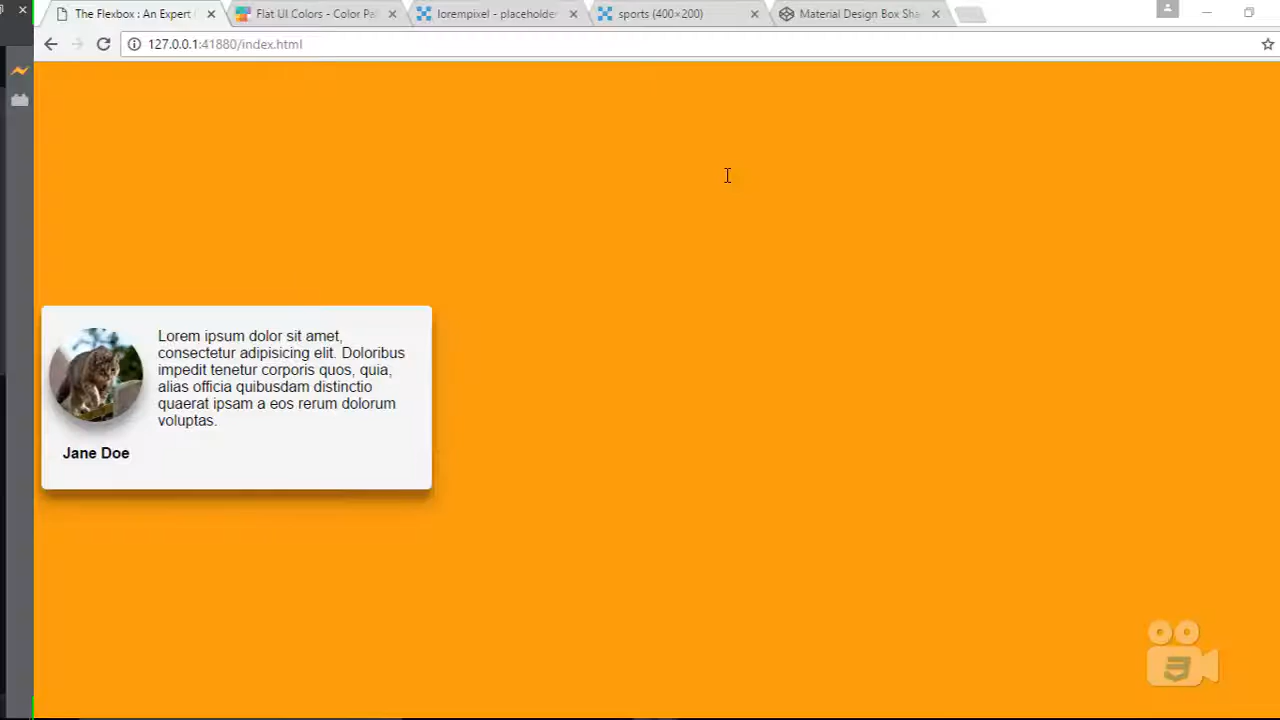 The Flexbox : An Expert
Flat UI Colors - Color Pa
lorempixel - placeholder
sports (400×200)
Material Design Box Sha
127.0.0.1:41880/index.html
Lorem ipsum dolor sit amet,
consectetur adipisicing elit. Doloribus
impedit tenetur corporis quos, quia,
alias officia quibusdam distinctio
quaerat ipsam a eos rerum dolorum
voluptas.
Jane Doe